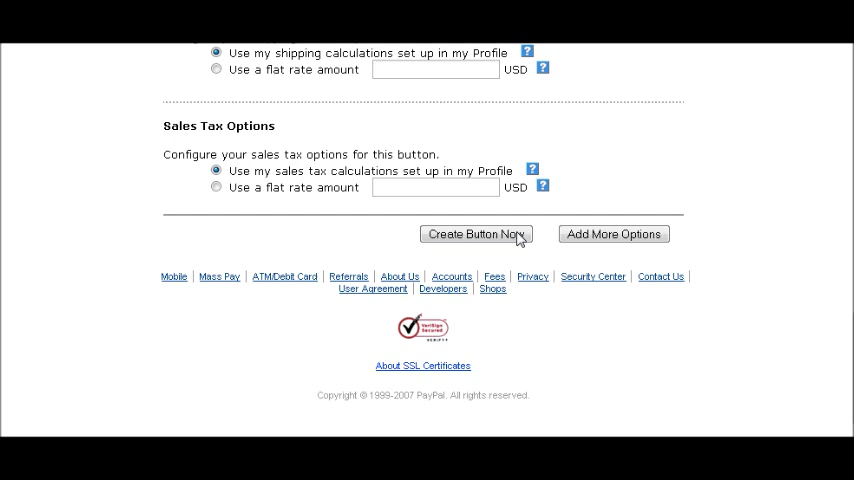 Use my shipping calculations set up in my Profile ?
Use a flat rate amount USD ?
Sales Tax Options
Configure your sales tax options for this button.
Use my sales tax calculations set up in my Profile ?
Use a flat rate amount USD ?
Create Button Now Add More Options
Mobile | Mass Pay | ATM/Debit Card | Referrals | About Us | Accounts | Fees | Privacy | Security Center | Contact Us |
User Agreement | Developers | Shops
VeriSign
Secured
VERIFY
About SSL Certificates
Copyright © 1999-2007 PayPal. All rights reserved.